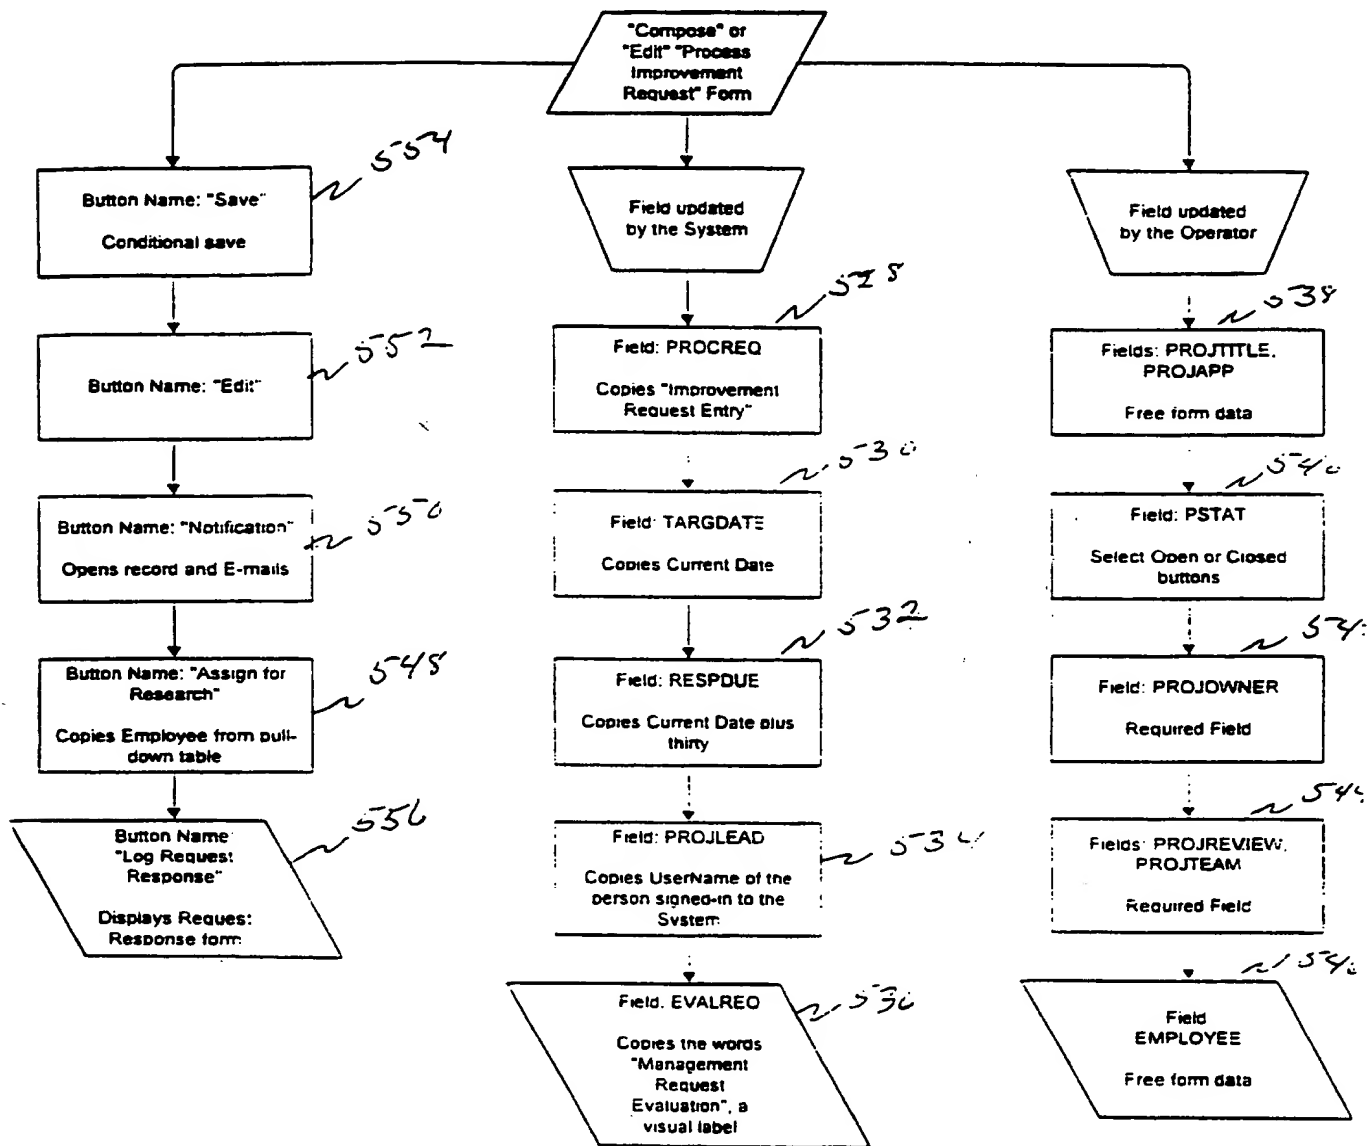 "Compose" or
"Edit" "Process
Improvement
Request" Form
Button Name: "Save"
Conditional save
554
Button Name: "Edit"
552
Button Name: "Notification"
Opens record and E-mails
550
Button Name: "Assign for
Research"
Copies Employee from pull-
down table
548
Button Name:
"Log Request
Response"
Displays Request
Response form
556
Field updated
by the System
Field: PROCREQ
Copies "Improvement
Request Entry"
528
Field: TARGDATE
Copies Current Date
530
Field: RESPDUE
Copies Current Date plus
thirty
532
Field: PROJLEAD
Copies UserName of the
person signed-in to the
System
534
Field. EVALREQ
Copies the words
"Management
Request
Evaluation", a
visual label
536
Field updated
by the Operator
Fields: PROJTITLE,
PROJAPP
Free form data
538
Field: PSTAT
Select Open or Closed
buttons
540
Field: PROJOWNER
Required Field
Fields: PROJREVIEW,
PROJTEAM
Required Field
544
Field
EMPLOYEE
Free form data